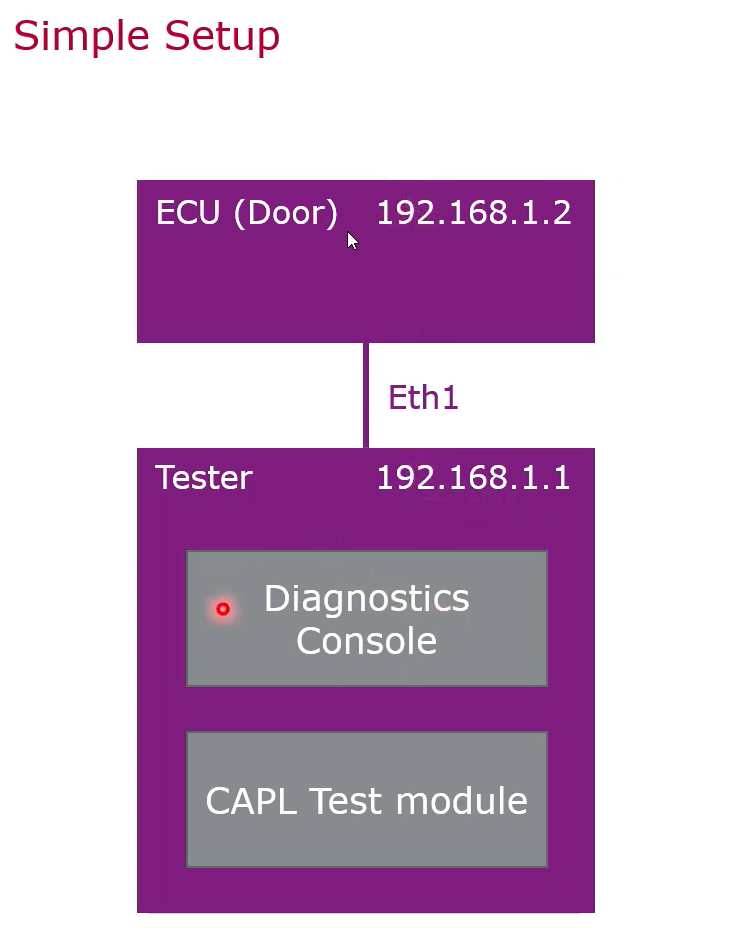 Simple Setup
ECU (Door) 192.168.1.2
Eth1
Tester 192.168.1.1
Diagnostics
Console
CAPL Test module